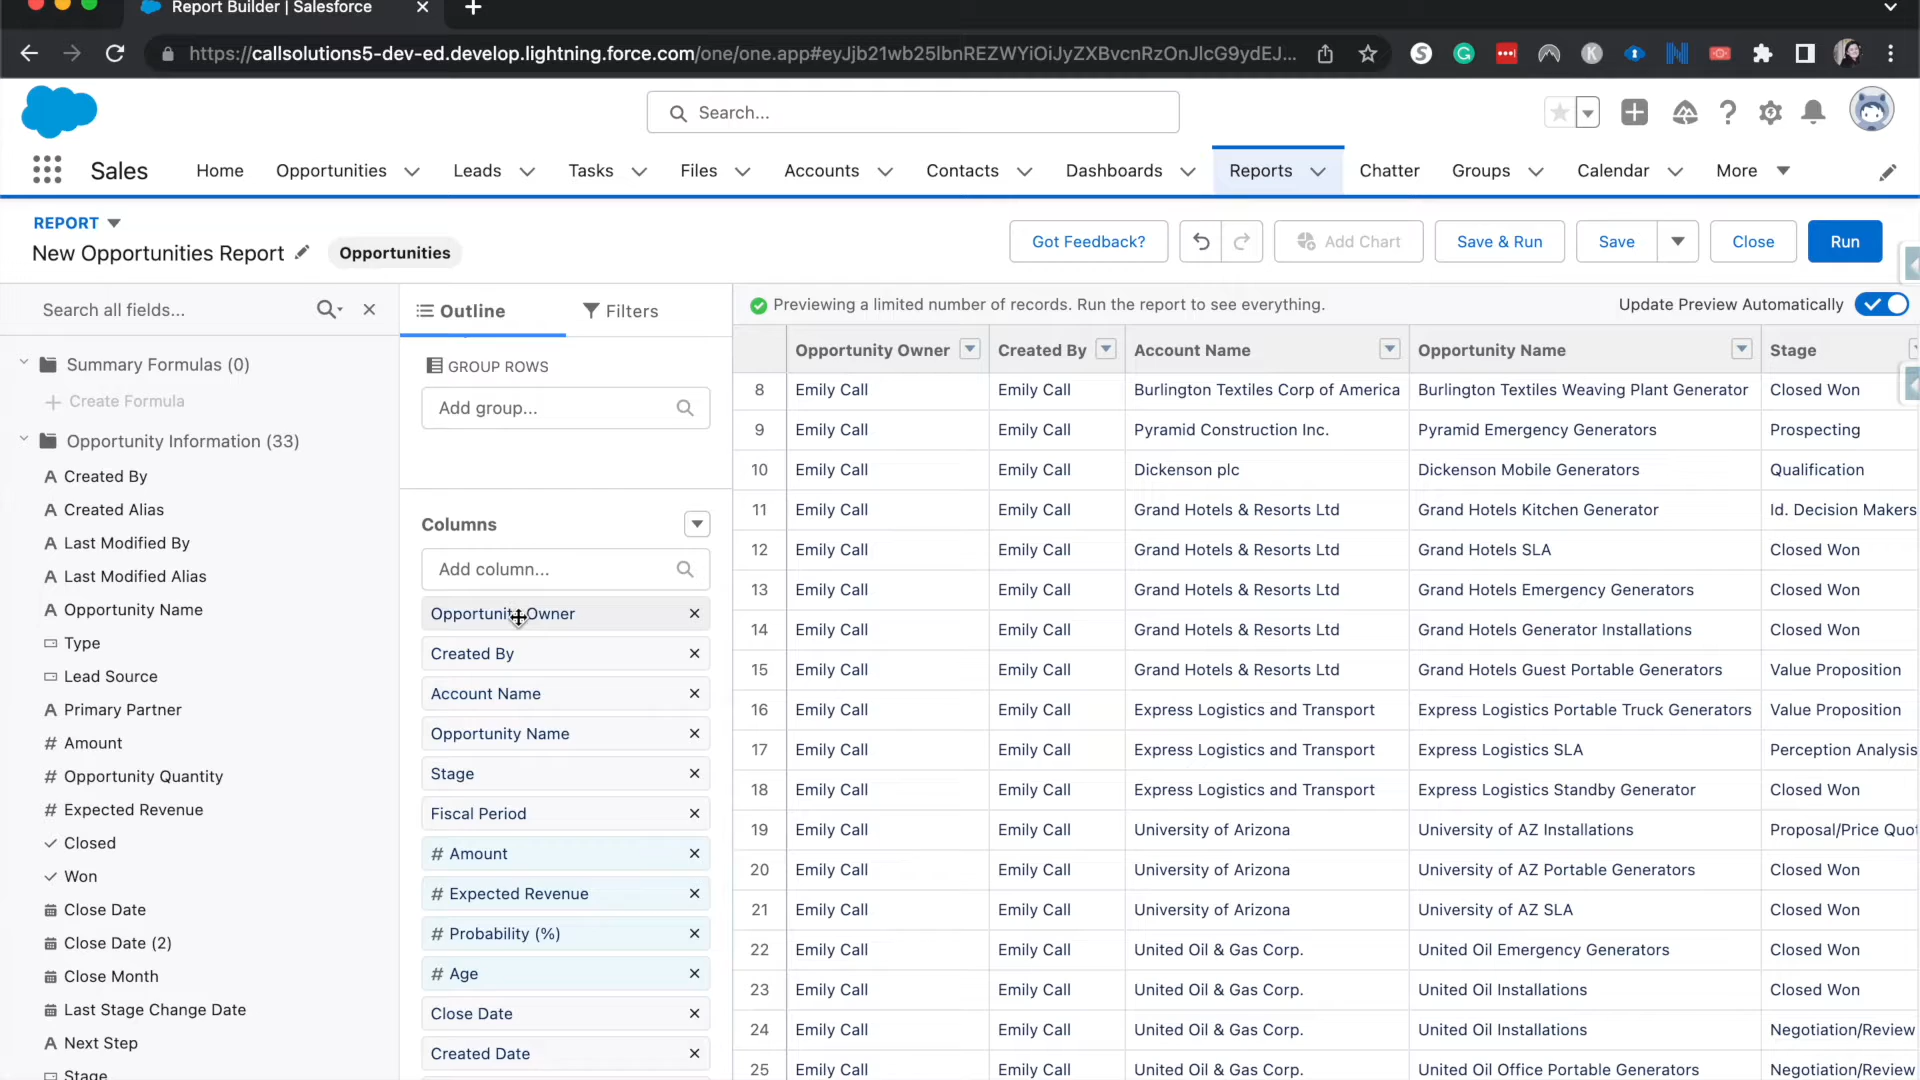 Report Builder | Salesforce
https://callsolutions5-dev-ed.develop.lightning.force.com/one/one.app#eyJjb21wb25lbnREZWYiOiJyZXBvcnRzOnJlcG9ydEJ...
Search...
Sales Home Opportunities Leads Tasks Files Accounts Contacts Dashboards Reports Chatter Groups Calendar More
REPORT
New Opportunities Report Opportunities
Got Feedback? Add Chart Save & Run Save Close Run
Search all fields...
Summary Formulas (0)
Create Formula
Opportunity Information (33)
Created By
Created Alias
Last Modified By
Last Modified Alias
Opportunity Name
Type
Lead Source
Primary Partner
# Amount
# Opportunity Quantity
# Expected Revenue
Closed
Won
Close Date
Close Date (2)
Close Month
Last Stage Change Date
Next Step
Stage
Outline Filters
GROUP ROWS
Add group...
Columns
Add column...
Opportunity Owner
Created By
Account Name
Opportunity Name
Stage
Fiscal Period
# Amount
# Expected Revenue
# Probability (%)
# Age
Close Date
Created Date
Previewing a limited number of records. Run the report to see everything. Update Preview Automatically
Opportunity Owner Created By Account Name Opportunity Name Stage
8 Emily Call Emily Call Burlington Textiles Corp of America Burlington Textiles Weaving Plant Generator Closed Won
9 Emily Call Emily Call Pyramid Construction Inc. Pyramid Emergency Generators Prospecting
10 Emily Call Emily Call Dickenson plc Dickenson Mobile Generators Qualification
11 Emily Call Emily Call Grand Hotels & Resorts Ltd Grand Hotels Kitchen Generator Id. Decision Makers
12 Emily Call Emily Call Grand Hotels & Resorts Ltd Grand Hotels SLA Closed Won
13 Emily Call Emily Call Grand Hotels & Resorts Ltd Grand Hotels Emergency Generators Closed Won
14 Emily Call Emily Call Grand Hotels & Resorts Ltd Grand Hotels Generator Installations Closed Won
15 Emily Call Emily Call Grand Hotels & Resorts Ltd Grand Hotels Guest Portable Generators Value Proposition
16 Emily Call Emily Call Express Logistics and Transport Express Logistics Portable Truck Generators Value Proposition
17 Emily Call Emily Call Express Logistics and Transport Express Logistics SLA Perception Analysis
18 Emily Call Emily Call Express Logistics and Transport Express Logistics Standby Generator Closed Won
19 Emily Call Emily Call University of Arizona University of AZ Installations Proposal/Price Quot
20 Emily Call Emily Call University of Arizona University of AZ Portable Generators Closed Won
21 Emily Call Emily Call University of Arizona University of AZ SLA Closed Won
22 Emily Call Emily Call United Oil & Gas Corp. United Oil Emergency Generators Closed Won
23 Emily Call Emily Call United Oil & Gas Corp. United Oil Installations Closed Won
24 Emily Call Emily Call United Oil & Gas Corp. United Oil Installations Negotiation/Review
25 Emily Call Emily Call United Oil & Gas Corp. United Oil Office Portable Generators Negotiation/Review